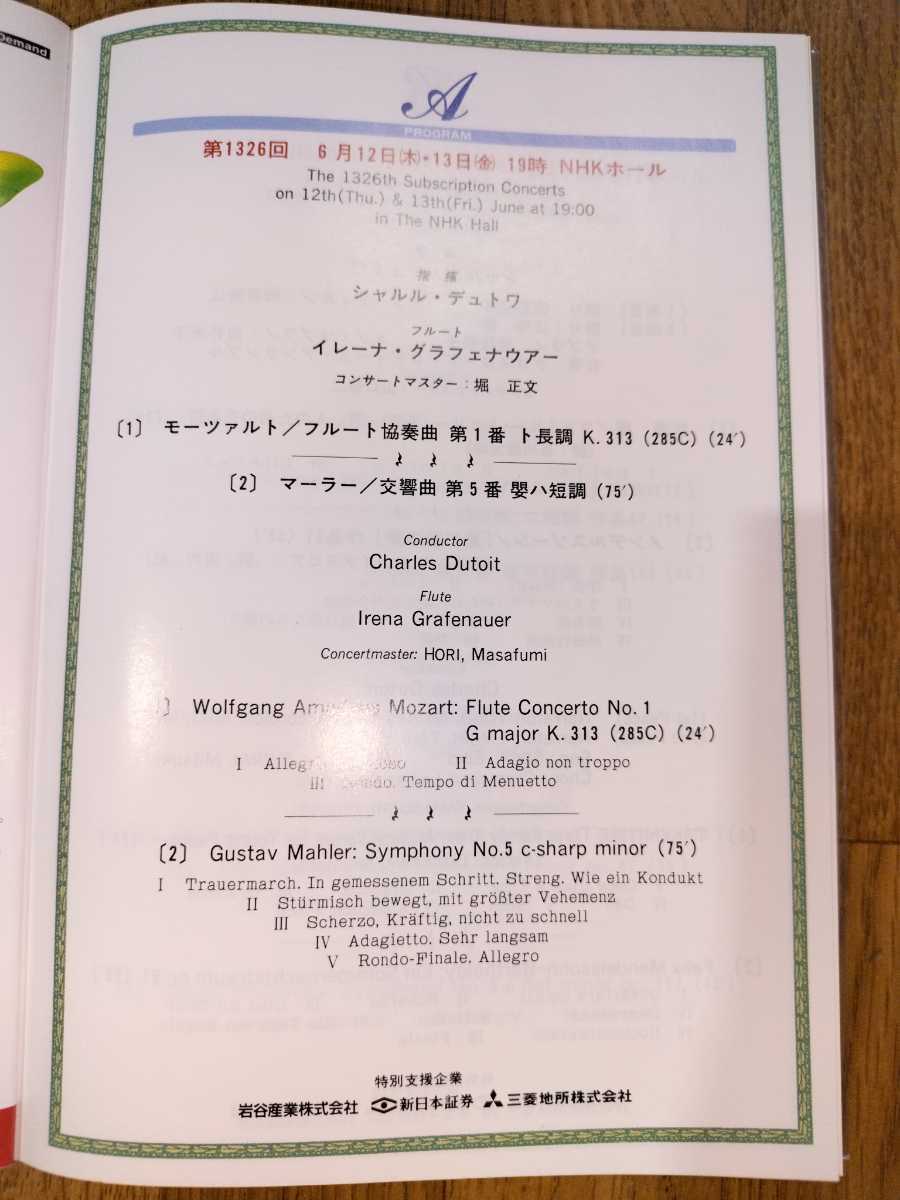 Demand
A
PROGRAM
第1326回 6月12日㈭・13日㈮ 19時 NHKホール
The 1326th Subscription Concerts
on 12th(Thu.) & 13th(Fri.) June at 19:00
in The NHK Hall
指揮
シャルル・デュトワ
フルート
イレーナ・グラフェナウアー
コンサートマスター：堀 正文
〔1〕 モーツァルト／フルート協奏曲 第1番 ト長調 K. 313 (285C) (24′)
〔2〕 マーラー／交響曲 第5番 嬰ハ短調 (75′)
Conductor
Charles Dutoit
Flute
Irena Grafenauer
Concertmaster: HORI, Masafumi
〕 Wolfgang Mozart: Flute Concerto No. 1
G major K. 313 (285C) (24′)
I Allegro II Adagio non troppo
III Rondo. Tempo di Menuetto
〔2〕 Gustav Mahler: Symphony No.5 c-sharp minor (75′)
I Trauermarch. In gemessenem Schritt. Streng. Wie ein Kondukt
II Stürmisch bewegt, mit größter Vehemenz
III Scherzo, Kräftig, nicht zu schnell
IV Adagietto. Sehr langsam
V Rondo-Finale. Allegro
特別支援企業
岩谷産業株式会社 新日本証券 三菱地所株式会社